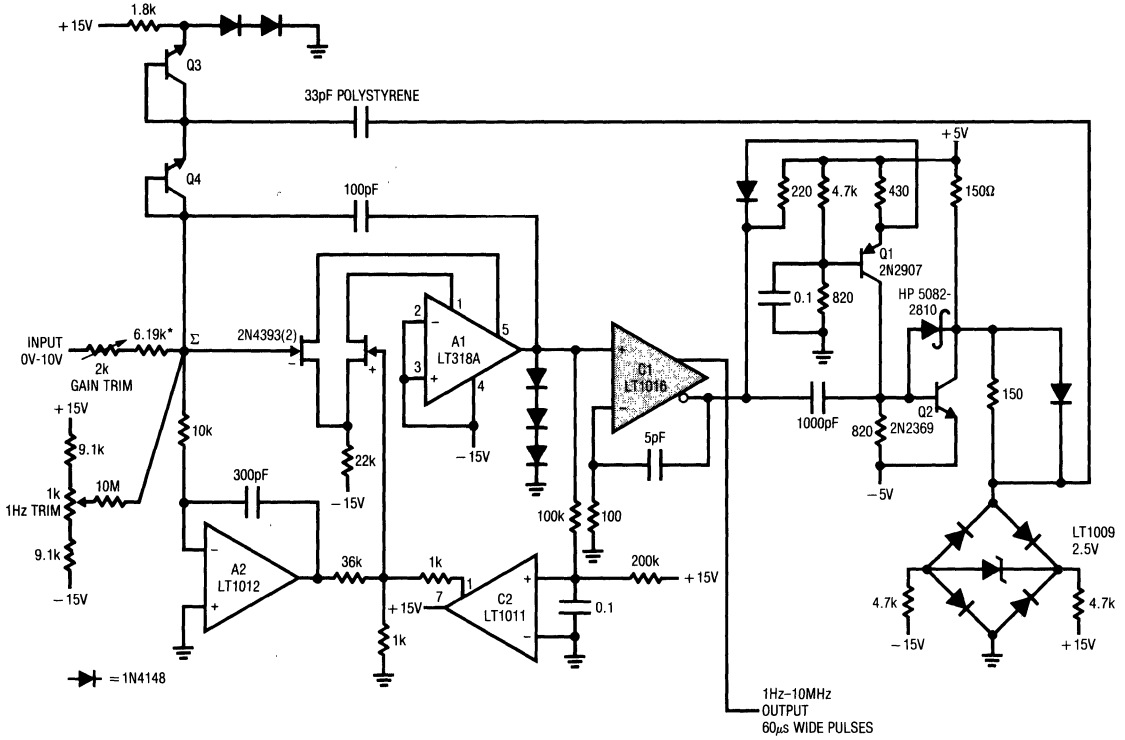 1.8k
+15V
Q3
33pF POLYSTYRENE
+5V
Q4
100pF
220
4.7k
430
150Ω
Q1
2N2907
0.1
820
HP 5082-
2810
1
2
−
A1
LT318A
5
3
+
4
−15V
INPUT
0V-10V
6.19k*
Σ
2k
GAIN TRIM
2N4393(2)
−
+
+
C1
LT1016
−
1000pF
820
Q2
2N2369
150
−5V
+15V
9.1k
1k
1Hz TRIM
10M
9.1k
−15V
10k
22k
−15V
5pF
300pF
100k
100
LT1009
2.5V
−
A2
LT1012
+
36k
1k
1
7
+15V
C2
LT1011
+
−
200k
+15V
0.1
1k
4.7k
−15V
4.7k
+15V
=1N4148
1Hz–10MHz
OUTPUT
60µs WIDE PULSES